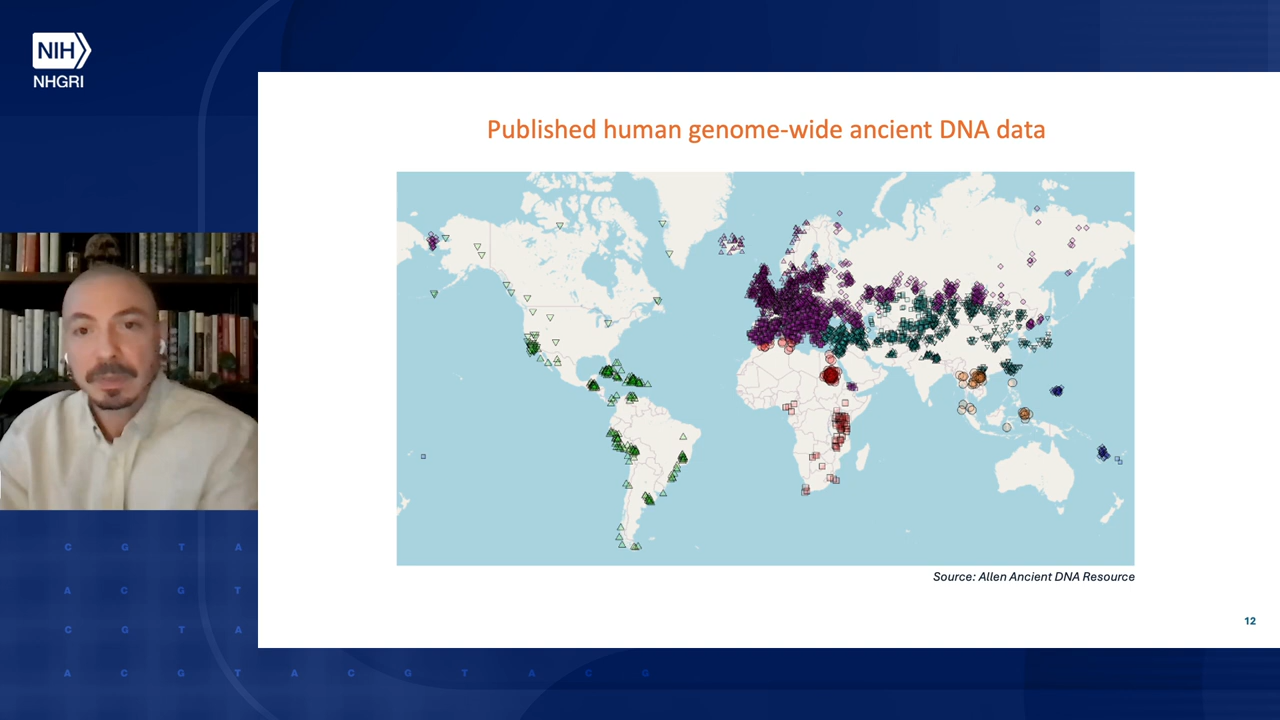 NIH
NHGRI
Published human genome-wide ancient DNA data
Source: Allen Ancient DNA Resource
12
C G T A
A C G T
C G T A
A C G T A C G T A C G